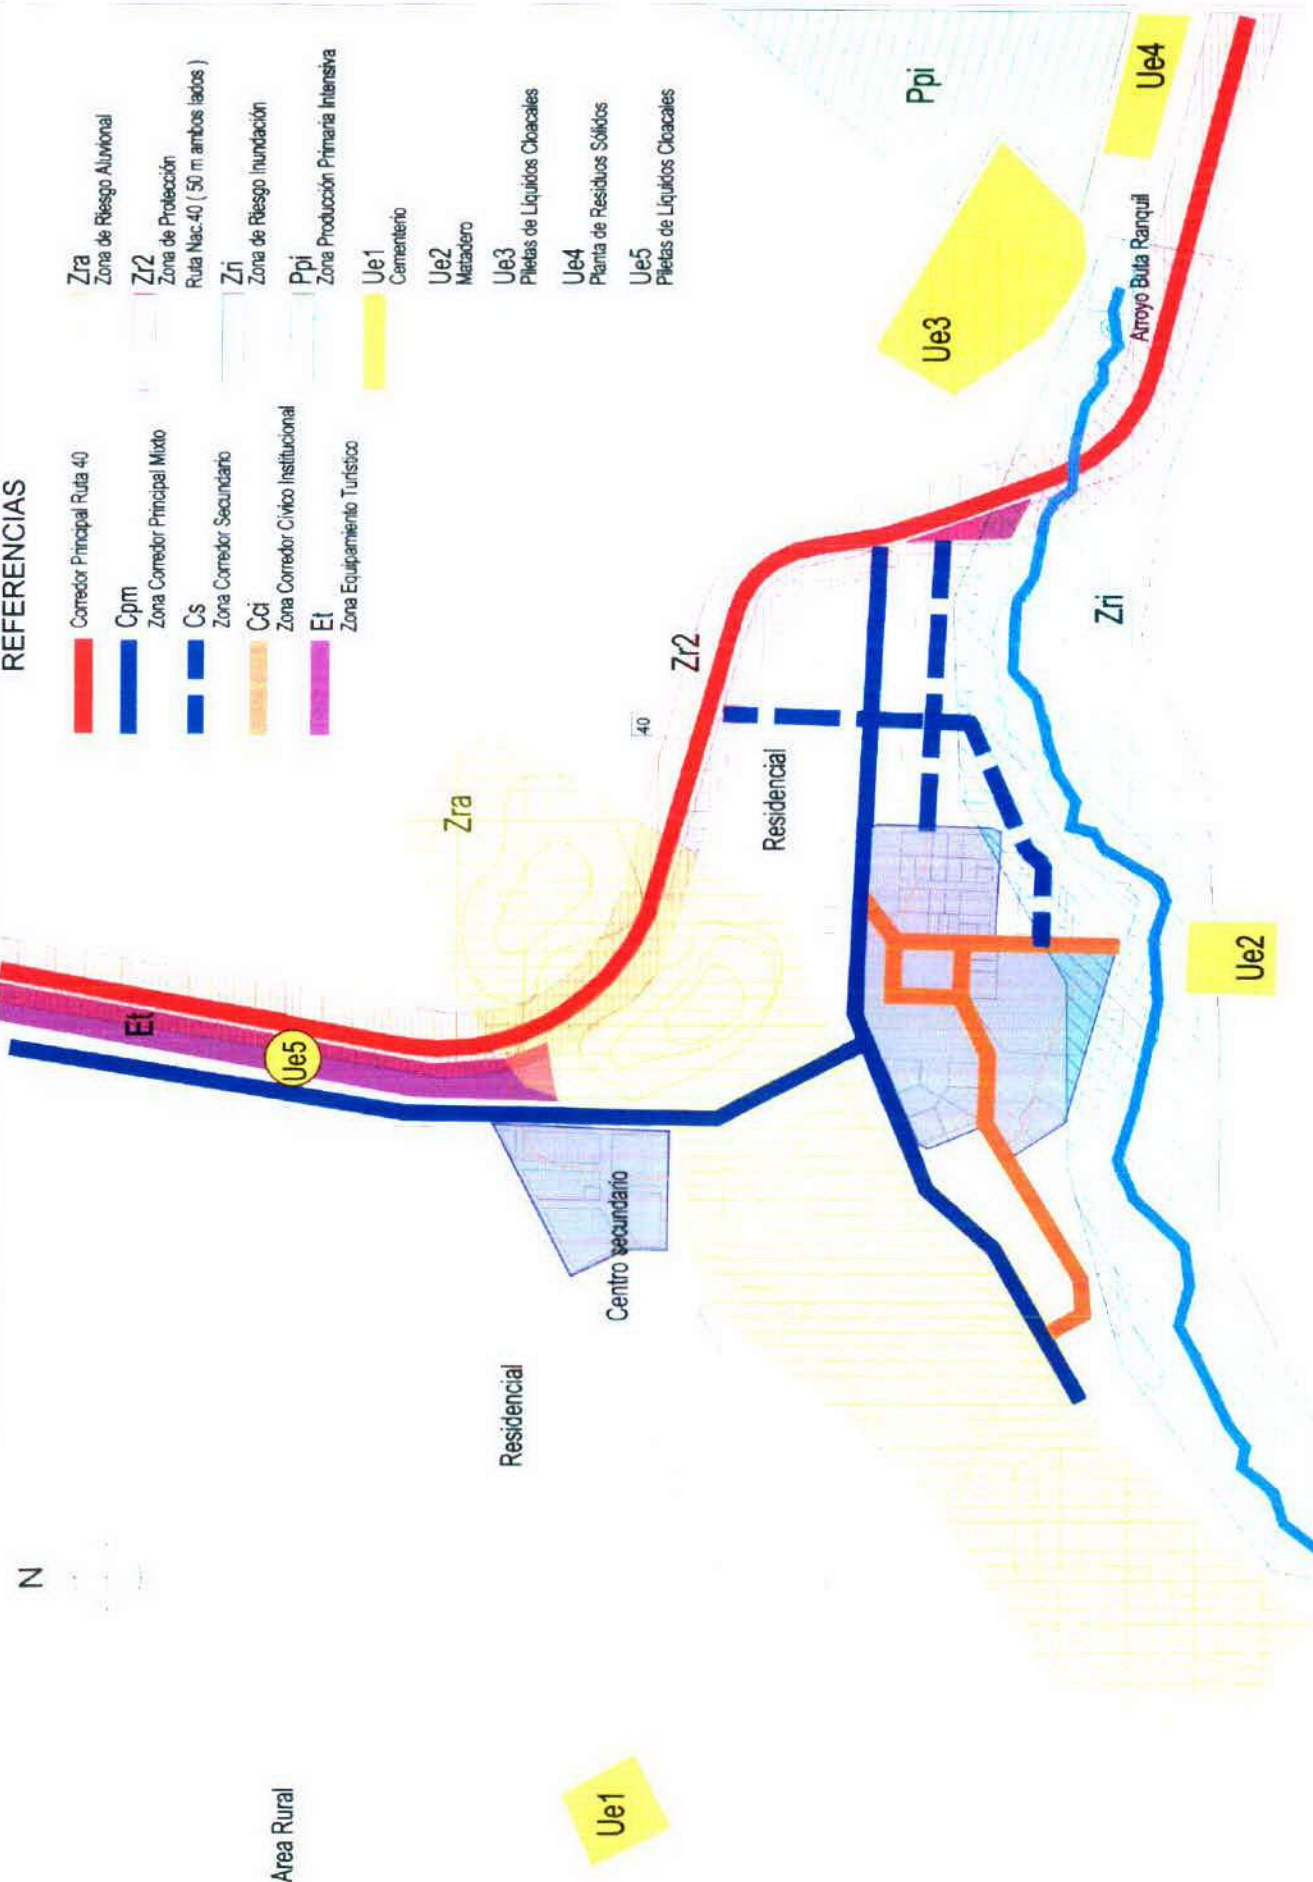 REFERENCIAS
Corredor Principal Ruta 40
Cpm
Zona Corredor Principal Mixto
Cs
Zona Corredor Secundario
Cci
Zona Corredor Cívico Institucional
Et
Zona Equipamiento Turístico
Zra
Zona de Riesgo Aluvional
Zr2
Zona de Protección
Ruta Nac.40 ( 50 m ambos lados )
Zri
Zona de Riesgo Inundación
Ppi
Zona Producción Primaria Intensiva
Ue1
Cementerio
Ue2
Matadero
Ue3
Piletas de Líquidos Cloacales
Ue4
Planta de Residuos Sólidos
Ue5
Piletas de Líquidos Cloacales
N
Et
Ue5
Zra
40
Zr2
Ppi
Ue4
Ue3
Arroyo Buta Ranquil
Residencial
Zri
Centro secundario
Residencial
Area Rural
Ue1
Ue2